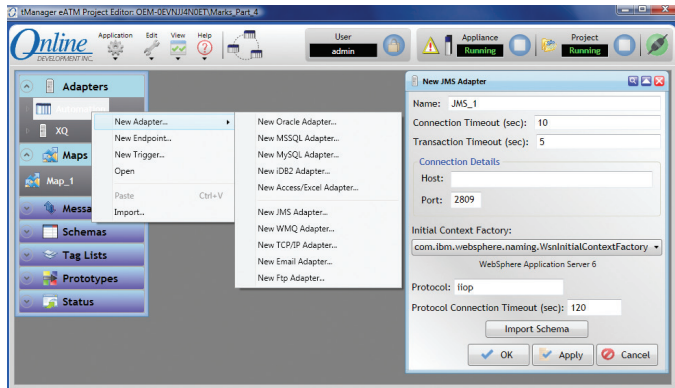 tManager eATM Project Editor: OEM-0EVNJJ4N0ET\Marks_Part_4
Online
DEVELOPMENT INC.
Application Edit View Help
User
admin
Appliance
Running
Project
Running
Adapters
XQ
Maps
Map_1
Messa
Schemas
Tag Lists
Prototypes
Status
New Adapter...
New Endpoint...
New Trigger...
Open
Paste Ctrl+V
Import...
New Oracle Adapter...
New MSSQL Adapter...
New MySQL Adapter...
New iDB2 Adapter...
New Access/Excel Adapter...
New JMS Adapter...
New WMQ Adapter...
New TCP/IP Adapter...
New Email Adapter...
New Ftp Adapter...
New JMS Adapter
Name: JMS_1
Connection Timeout (sec): 10
Transaction Timeout (sec): 5
Connection Details
Host:
Port: 2809
Initial Context Factory:
com.ibm.websphere.naming.WsnInitialContextFactory
WebSphere Application Server 6
Protocol: iiop
Protocol Connection Timeout (sec): 120
Import Schema
OK Apply Cancel